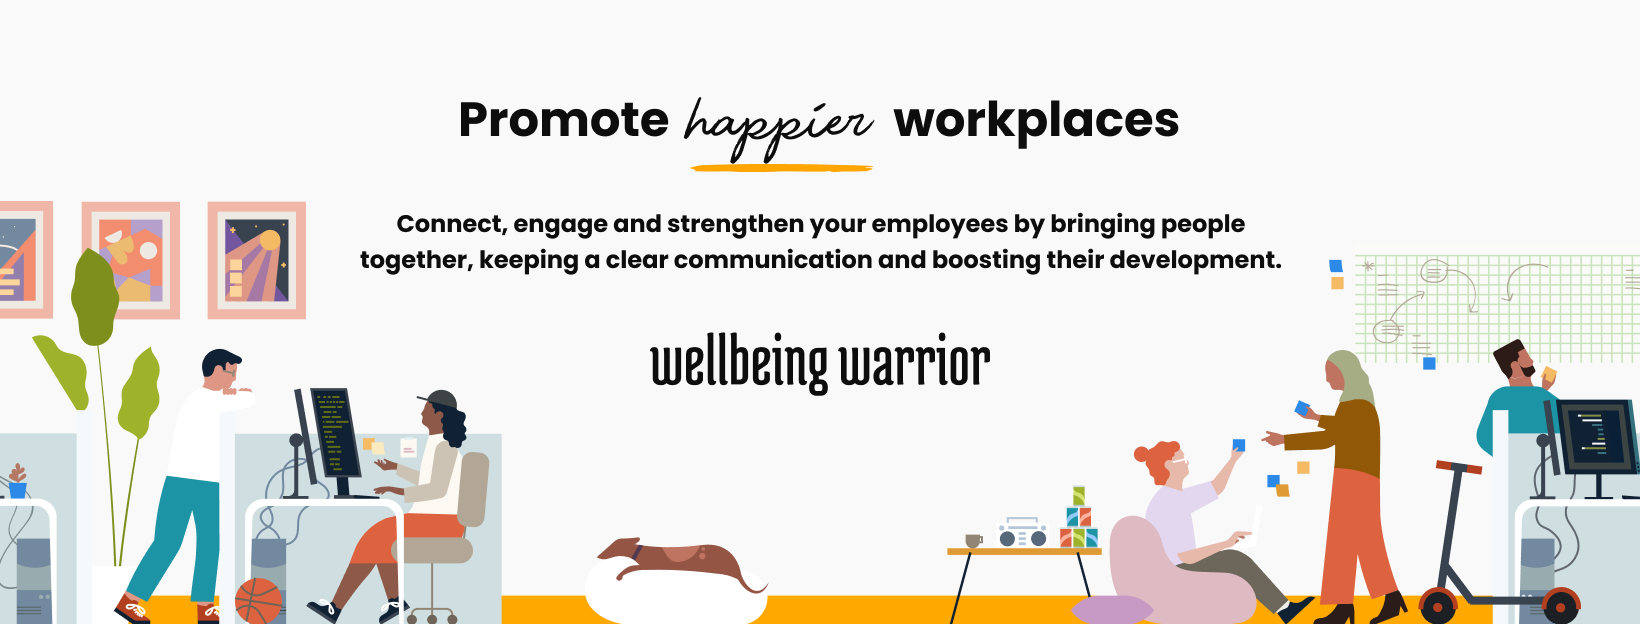 Promote happier workplaces
Connect, engage and strengthen your employees by bringing people
together, keeping a clear communication and boosting their development.
wellbeing warrior